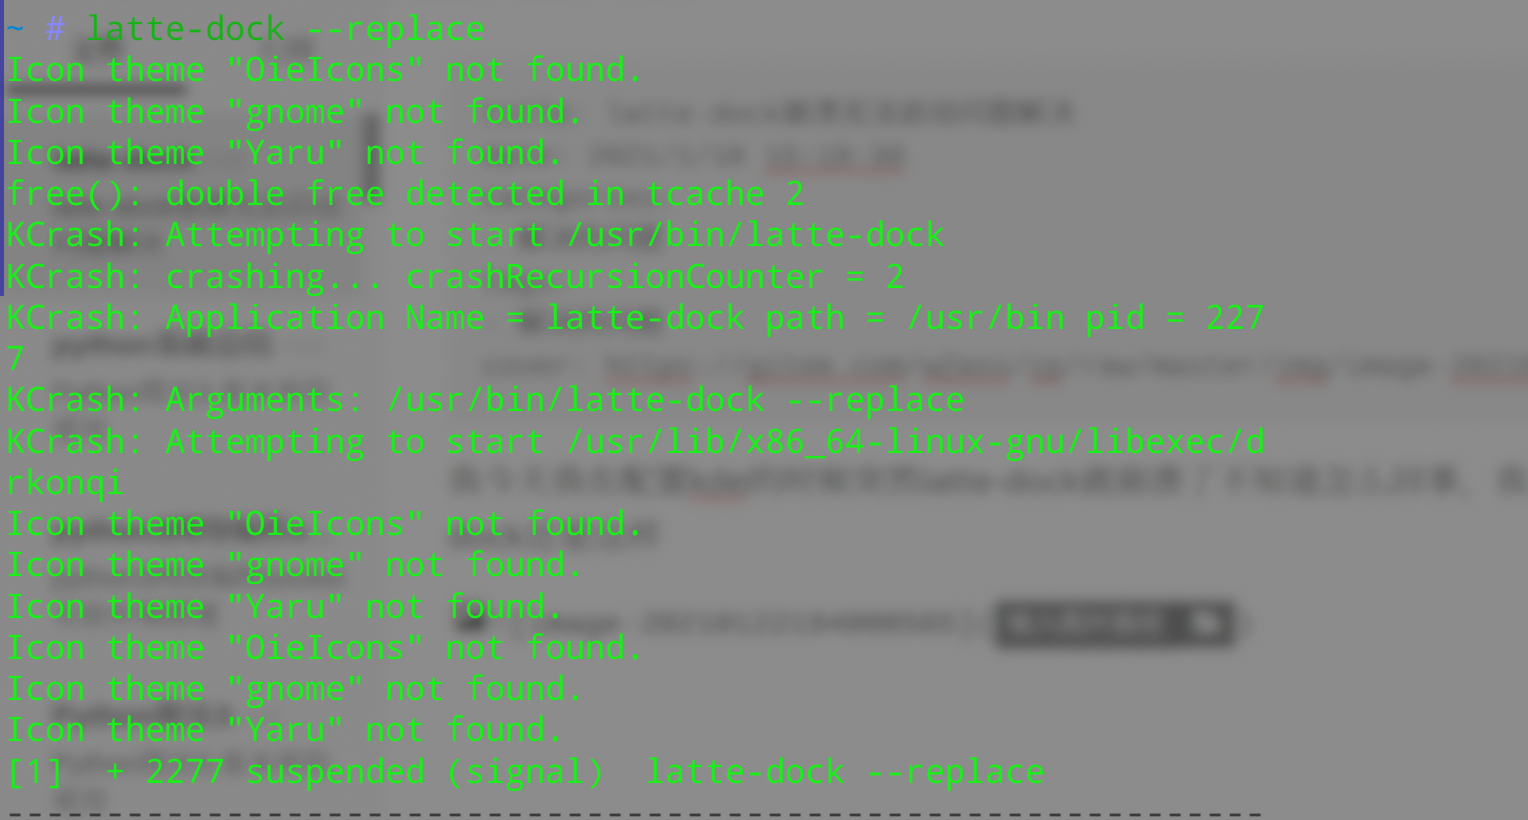 ~ # latte-dock --replace
Icon theme "OieIcons" not found.
Icon theme "gnome" not found.
Icon theme "Yaru" not found.
free(): double free detected in tcache 2
KCrash: Attempting to start /usr/bin/latte-dock
KCrash: crashing... crashRecursionCounter = 2
KCrash: Application Name = latte-dock path = /usr/bin pid = 227
7
KCrash: Arguments: /usr/bin/latte-dock --replace
KCrash: Attempting to start /usr/lib/x86_64-linux-gnu/libexec/d
rkonqi
Icon theme "OieIcons" not found.
Icon theme "gnome" not found.
Icon theme "Yaru" not found.
Icon theme "OieIcons" not found.
Icon theme "gnome" not found.
Icon theme "Yaru" not found.
[1]  + 2277 suspended (signal)  latte-dock --replace